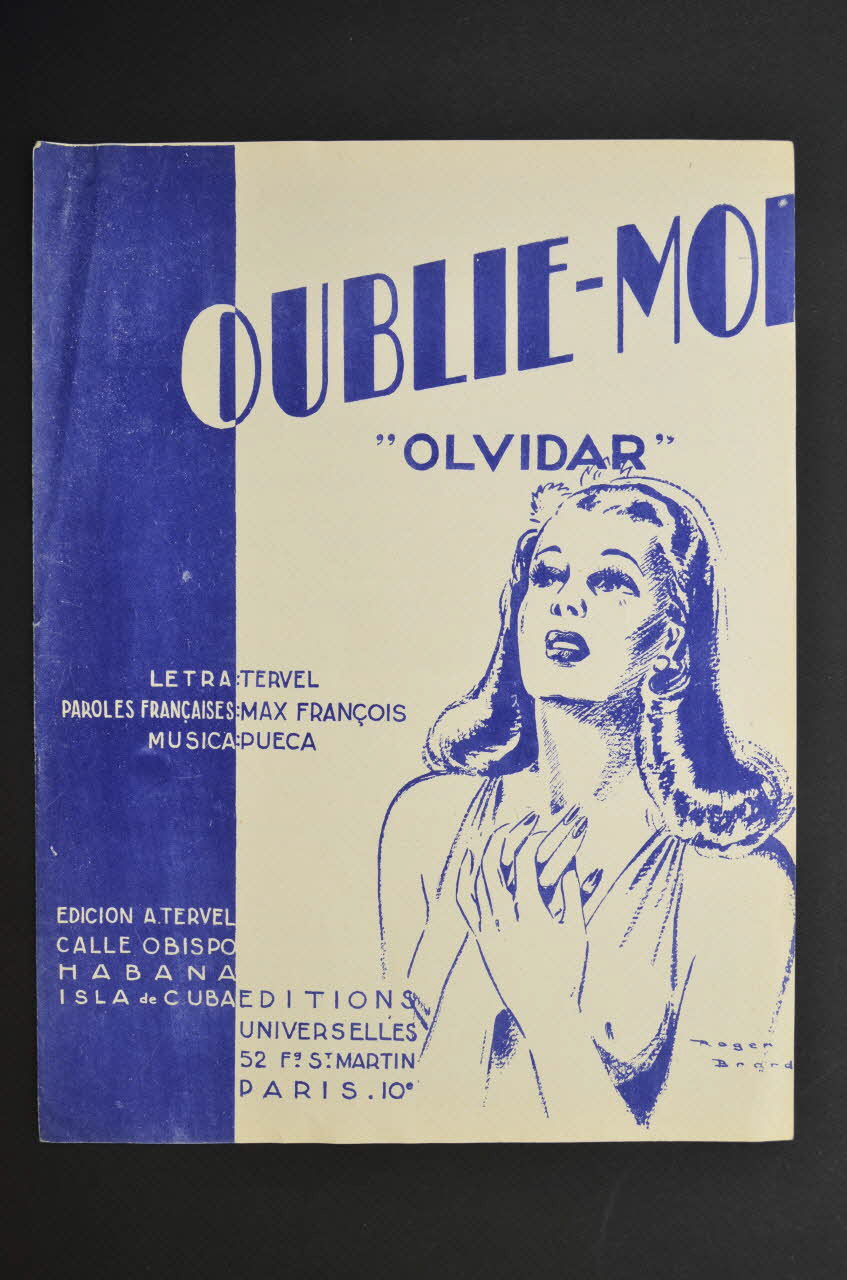 OUBLIE-MOI
"OLVIDAR"
LETRA:TERVEL
PAROLES FRANÇAISES:MAX FRANÇOIS
MUSICA:PUECA
EDICION A.TERVEL
CALLE OBISPO
HABANA
ISLA de CUBA
EDITIONS
UNIVERSELLES
52 Fg ST MARTIN
PARIS.10e
Roger
Brard